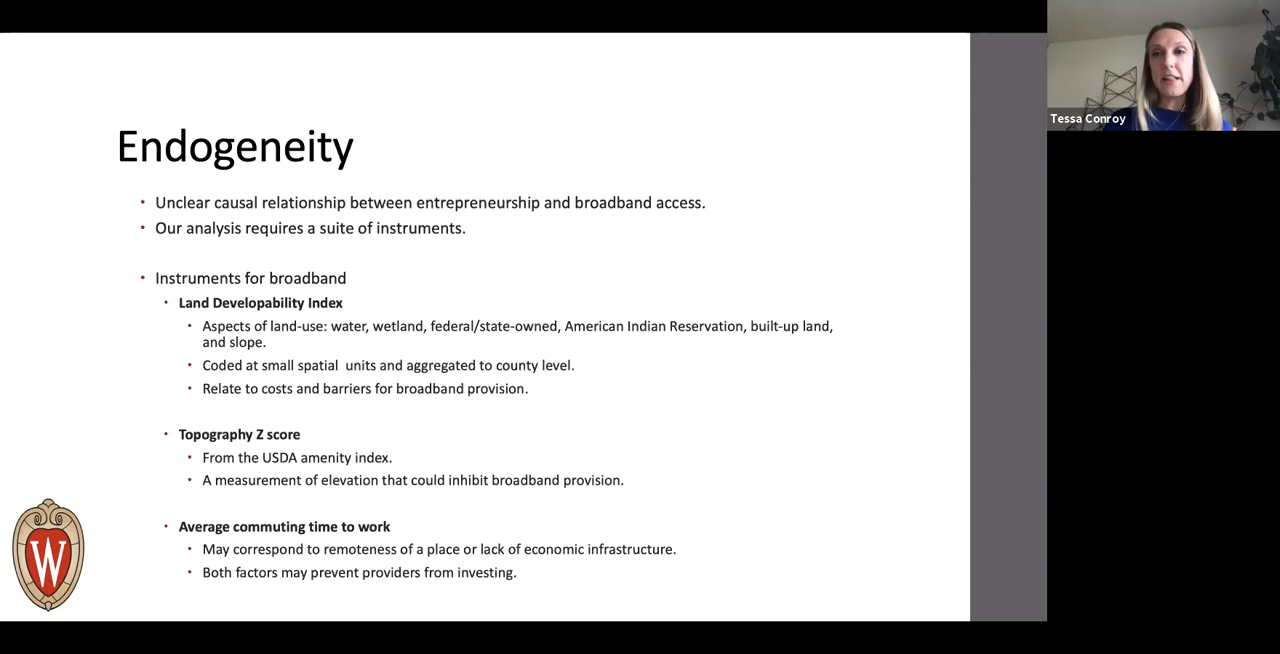 Tessa Conroy
Endogeneity
• Unclear causal relationship between entrepreneurship and broadband access.
• Our analysis requires a suite of instruments.
• Instruments for broadband
• Land Developability Index
• Aspects of land-use: water, wetland, federal/state-owned, American Indian Reservation, built-up land,
and slope.
• Coded at small spatial  units and aggregated to county level.
• Relate to costs and barriers for broadband provision.
• Topography Z score
• From the USDA amenity index.
• A measurement of elevation that could inhibit broadband provision.
• Average commuting time to work
• May correspond to remoteness of a place or lack of economic infrastructure.
• Both factors may prevent providers from investing.
W